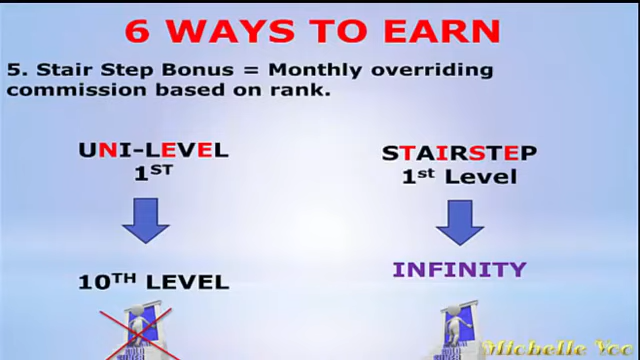 6 WAYS TO EARN
5. Stair Step Bonus = Monthly overriding
commission based on rank.
UNI-LEVEL
1ST
10TH LEVEL
STAIRSTEP
1st Level
INFINITY
Michelle Yoo